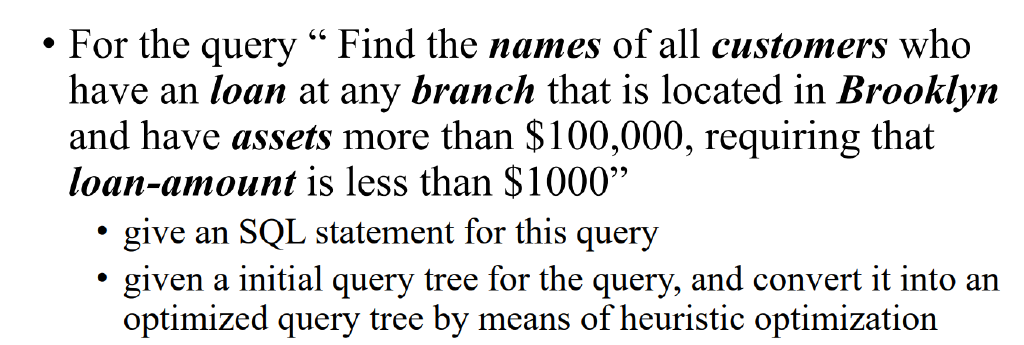 • For the query “ Find the names of all customers who
have an loan at any branch that is located in Brooklyn
and have assets more than $100,000, requiring that
loan-amount is less than $1000”
• give an SQL statement for this query
• given a initial query tree for the query, and convert it into an
optimized query tree by means of heuristic optimization